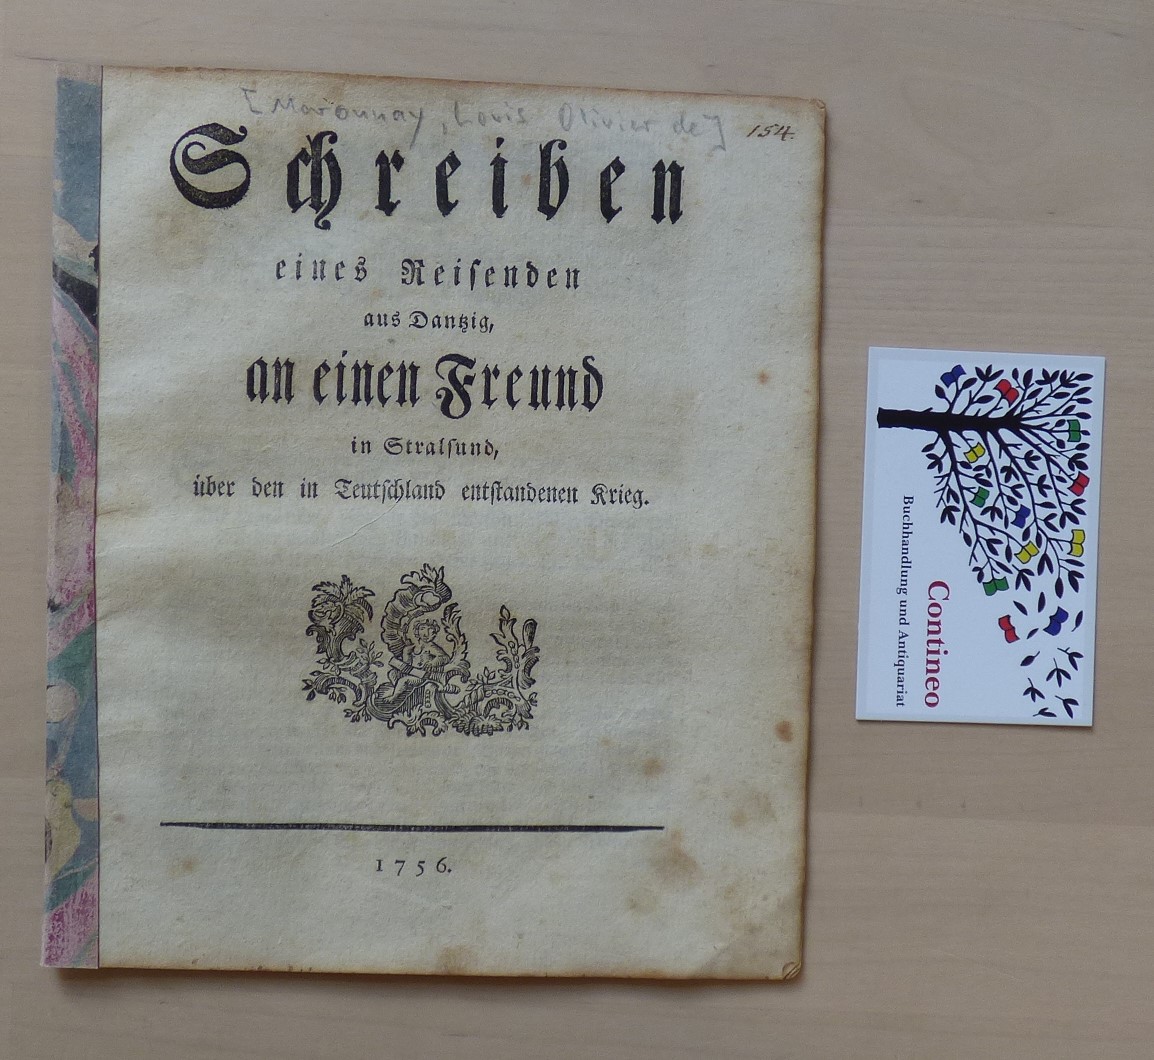 [Maronnay, Louis Olivier de]
154.
Schreiben
eines Reiſenden
aus Dantzig,
an einen Freund
in Stralſund,
über den in Teutſchland entſtandenen Krieg.
1756.
Contineo
Buchhandlung und Antiquariat